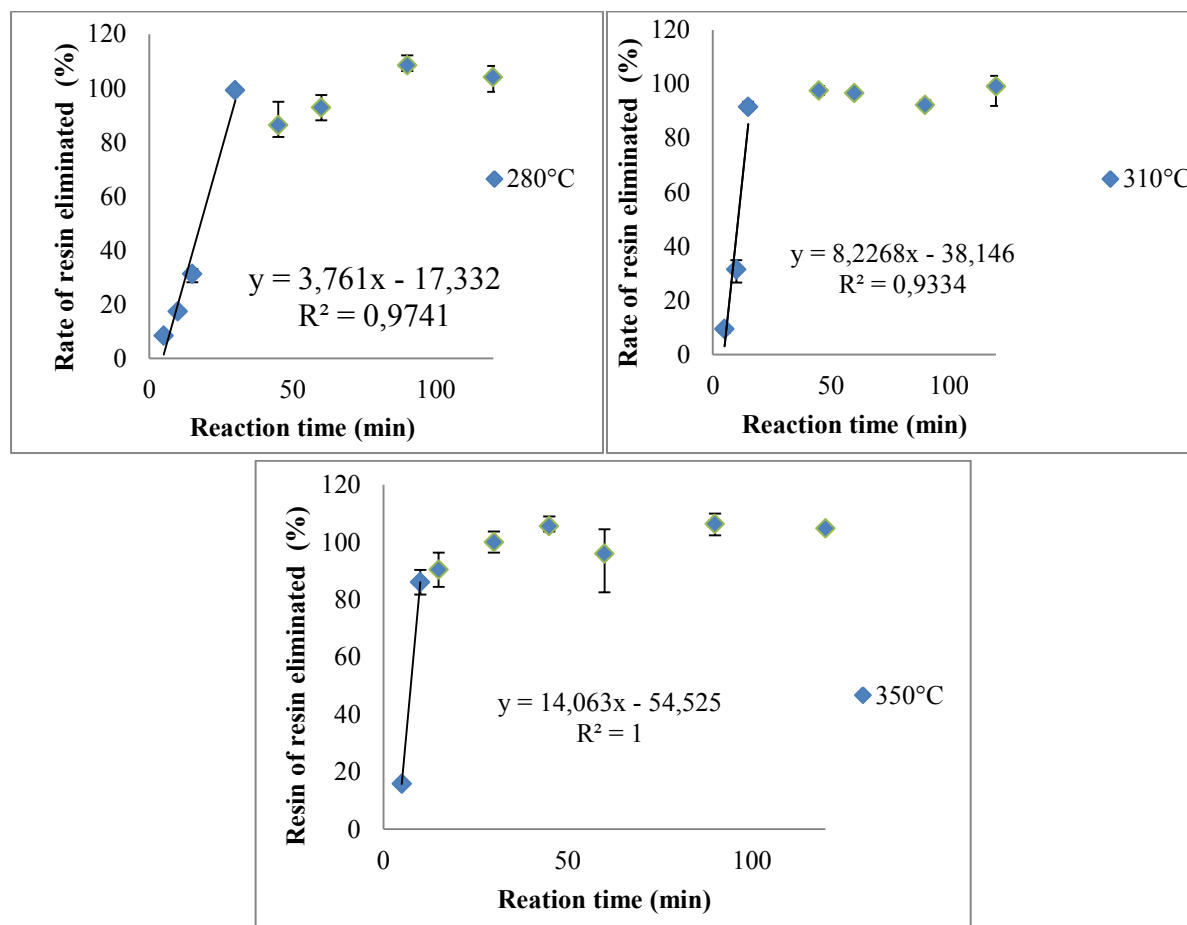 Rate of resin eliminated (%)
120
100
80
60
40
20
0
0
50
100
Reaction time (min)
280°C
y = 3,761x - 17,332
R² = 0,9741
Rate of resin eliminated (%)
120
100
80
60
40
20
0
0
50
100
Reaction time (min)
310°C
y = 8,2268x - 38,146
R² = 0,9334
Resin of resin eliminated (%)
120
100
80
60
40
20
0
0
50
100
Reation time (min)
350°C
y = 14,063x - 54,525
R² = 1